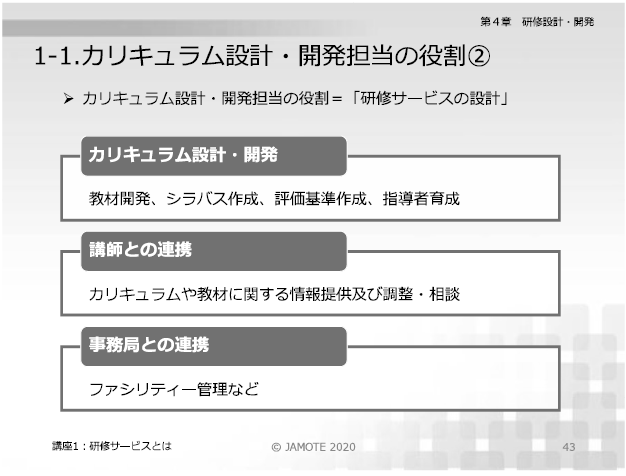 第４章　研修設計・開発
1-1.カリキュラム設計・開発担当の役割②
➢ カリキュラム設計・開発担当の役割＝「研修サービスの設計」
カリキュラム設計・開発
教材開発、シラバス作成、評価基準作成、指導者育成
講師との連携
カリキュラムや教材に関する情報提供及び調整・相談
事務局との連携
ファシリティー管理など
講座1：研修サービスとは
© JAMOTE 2020
43